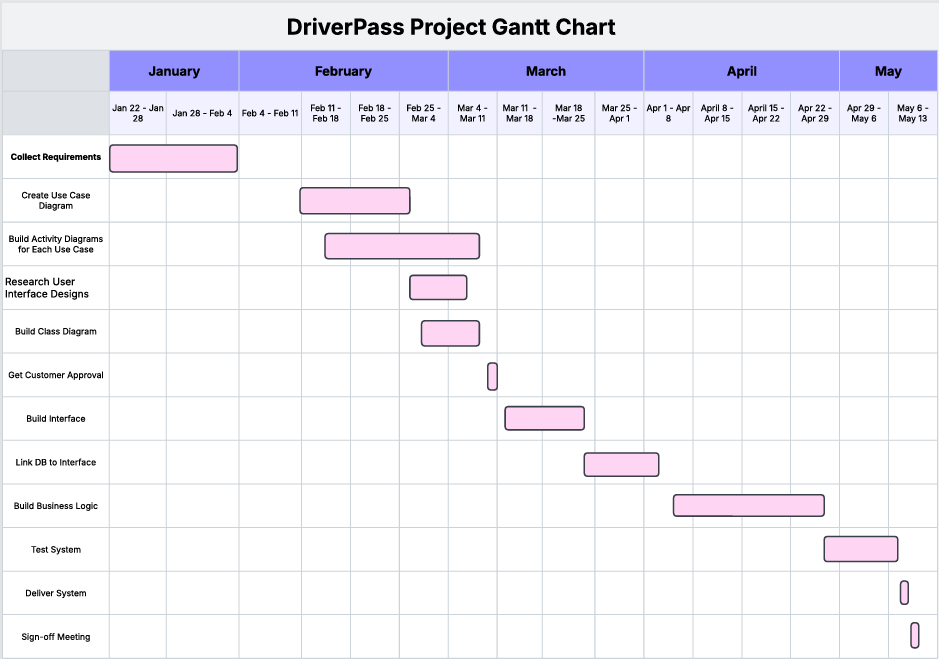 DriverPass Project Gantt Chart
January
February
March
April
May
Jan 22 - Jan
28
Jan 28 - Feb 4
Feb 4 - Feb 11
Feb 11 -
Feb 18
Feb 18 -
Feb 25
Feb 25 -
Mar 4
Mar 4 -
Mar 11
Mar 11 -
Mar 18
Mar 18
-Mar 25
Mar 25 -
Apr 1
Apr 1 - Apr
8
April 8 -
Apr 15
April 15 -
Apr 22
Apr 22 -
Apr 29
Apr 29 -
May 6
May 6 -
May 13
Collect Requirements
Create Use Case
Diagram
Build Activity Diagrams
for Each Use Case
Research User
Interface Designs
Build Class Diagram
Get Customer Approval
Build Interface
Link DB to Interface
Build Business Logic
Test System
Deliver System
Sign-off Meeting